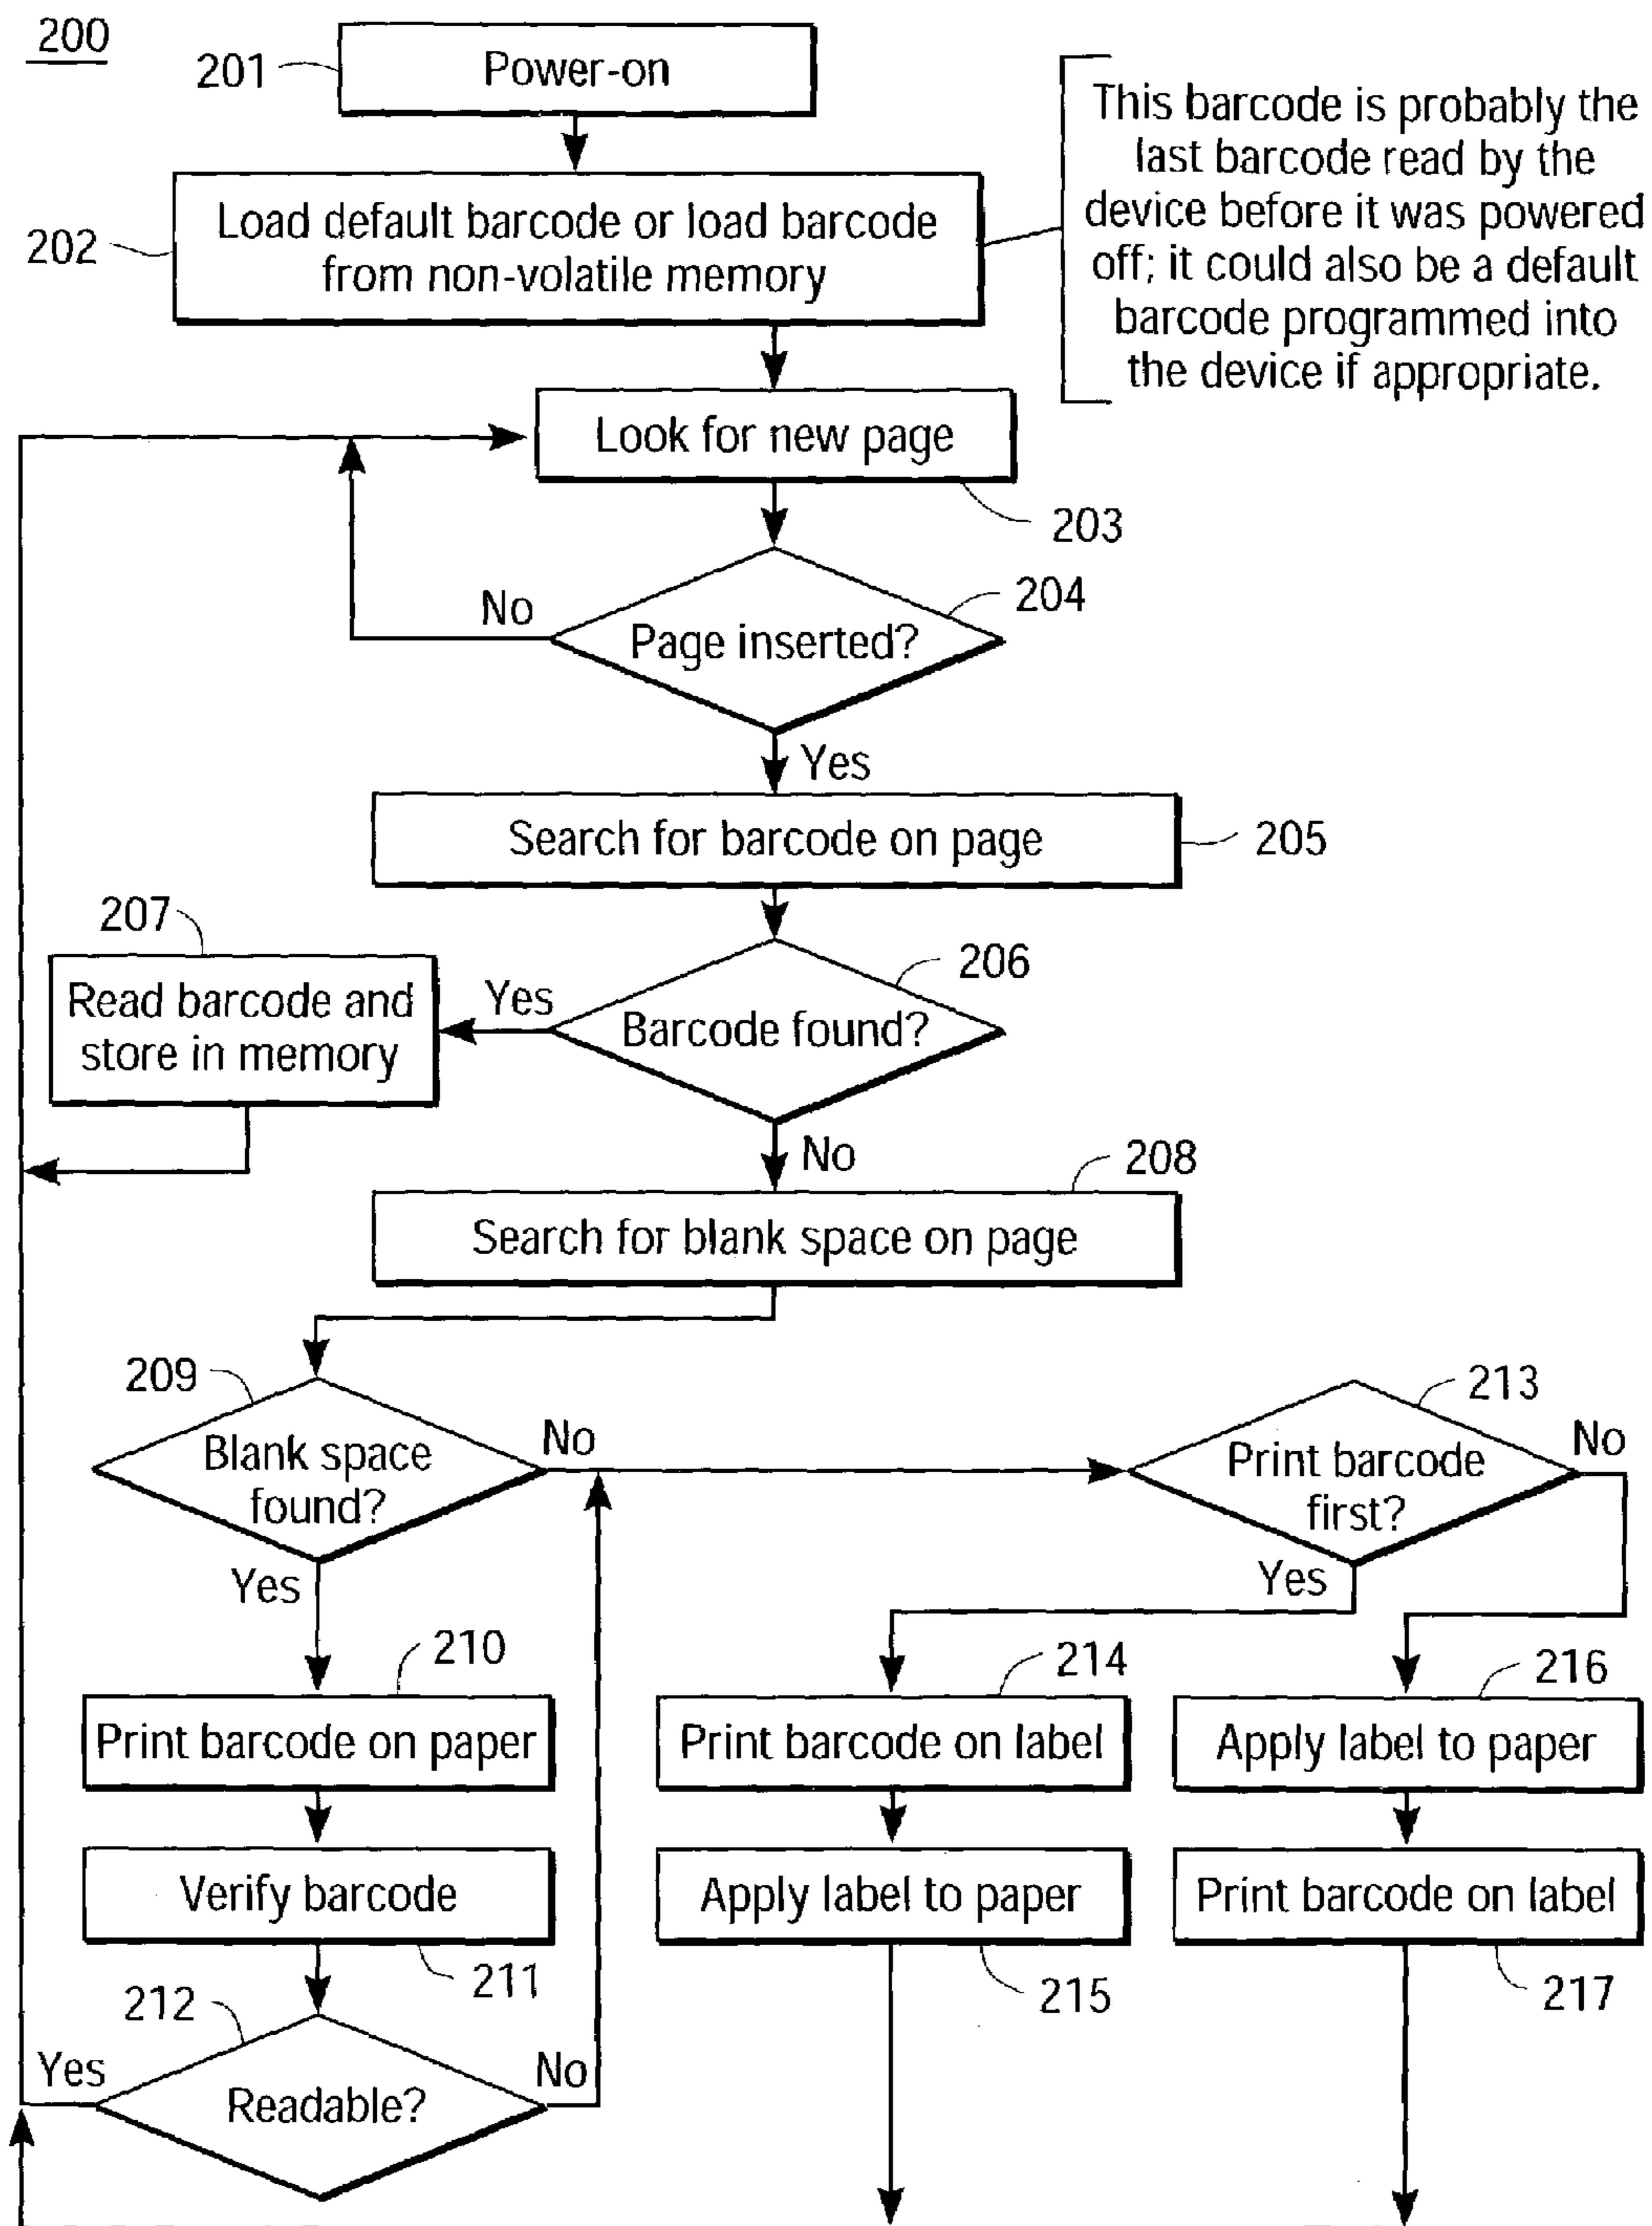 200
201
Power-on
This barcode is probably the
last barcode read by the
device before it was powered
off; it could also be a default
barcode programmed into
the device if appropriate.
202
Load default barcode or load barcode
from non-volatile memory
Look for new page
203
204
No
Page inserted?
Yes
Search for barcode on page
205
207
206
Read barcode and
store in memory
Yes
Barcode found?
No
208
Search for blank space on page
209
213
Blank space
found?
No
Print barcode
first?
No
Yes
Yes
210
214
216
Print barcode on paper
Print barcode on label
Apply label to paper
Verify barcode
Apply label to paper
Print barcode on label
211
215
217
212
Yes
No
Readable?